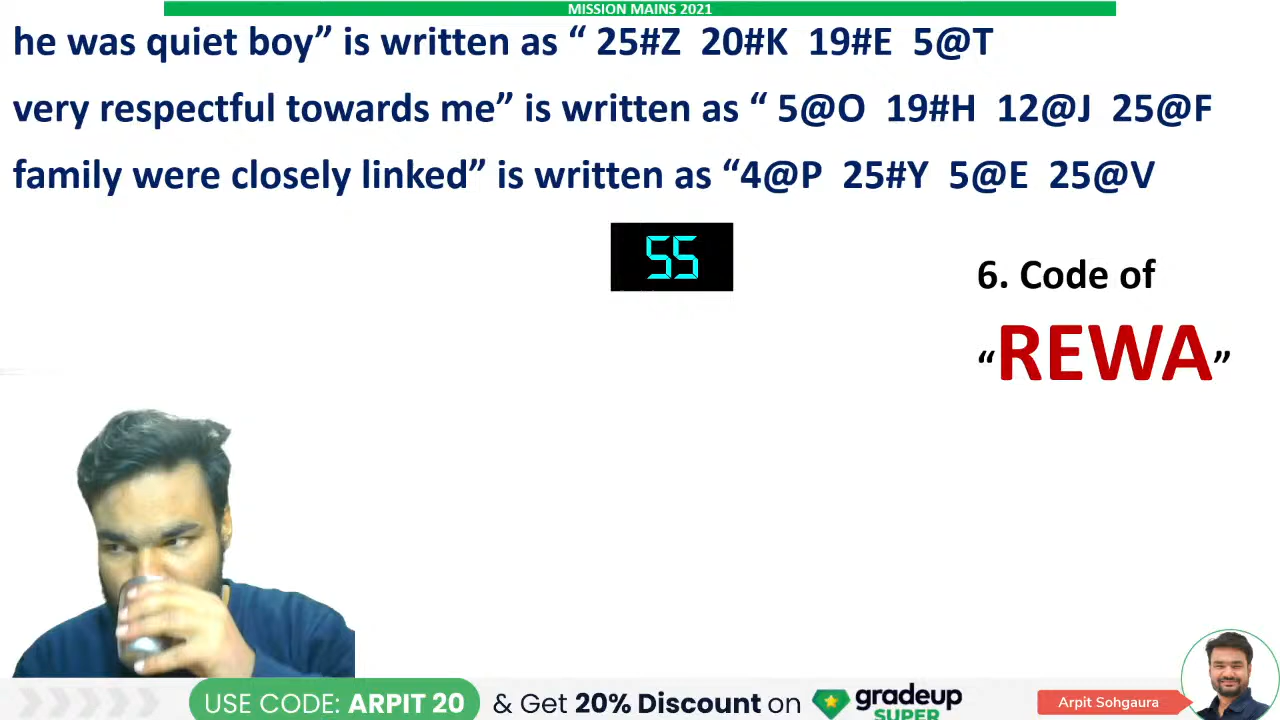 MISSION MAINS 2021
he was quiet boy” is written as “ 25#Z 20#K 19#E 5@T
very respectful towards me” is written as “ 5@O 19#H 12@J 25@F
family were closely linked” is written as “4@P 25#Y 5@E 25@V
55
6. Code of
“REWA”
USE CODE: ARPIT 20 & Get 20% Discount on gradeup
SUPER
Arpit Sohgaura